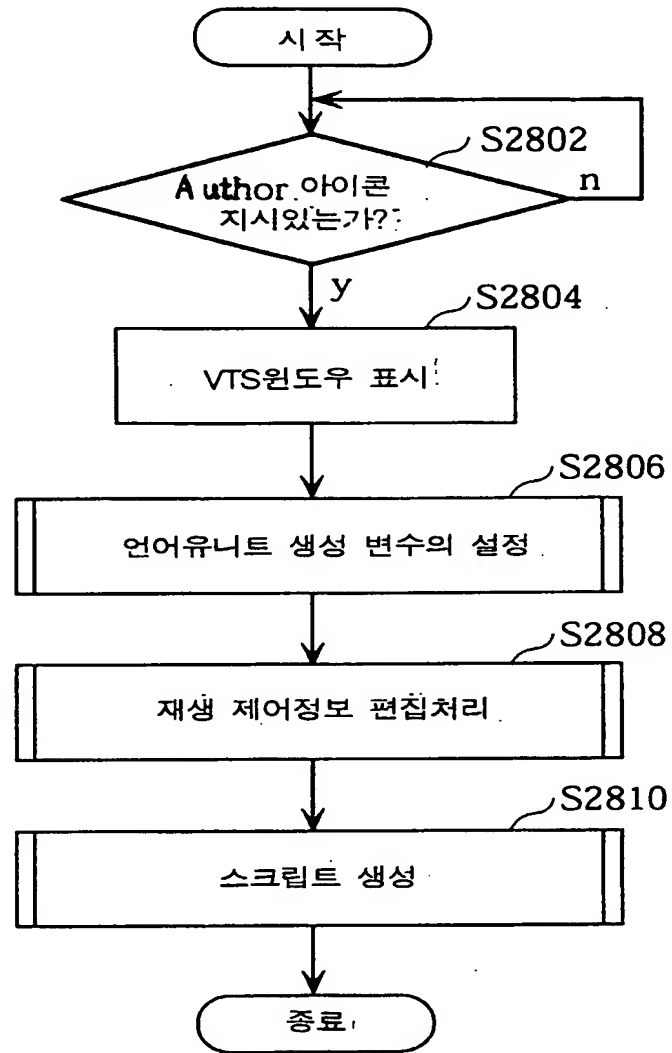 시작
S2802
Author 아이콘
지시있는가?
n
y
S2804
VTS윈도우 표시
S2806
언어유니트 생성 변수의 설정
S2808
재생 제어정보 편집처리
S2810
스크립트 생성
종료